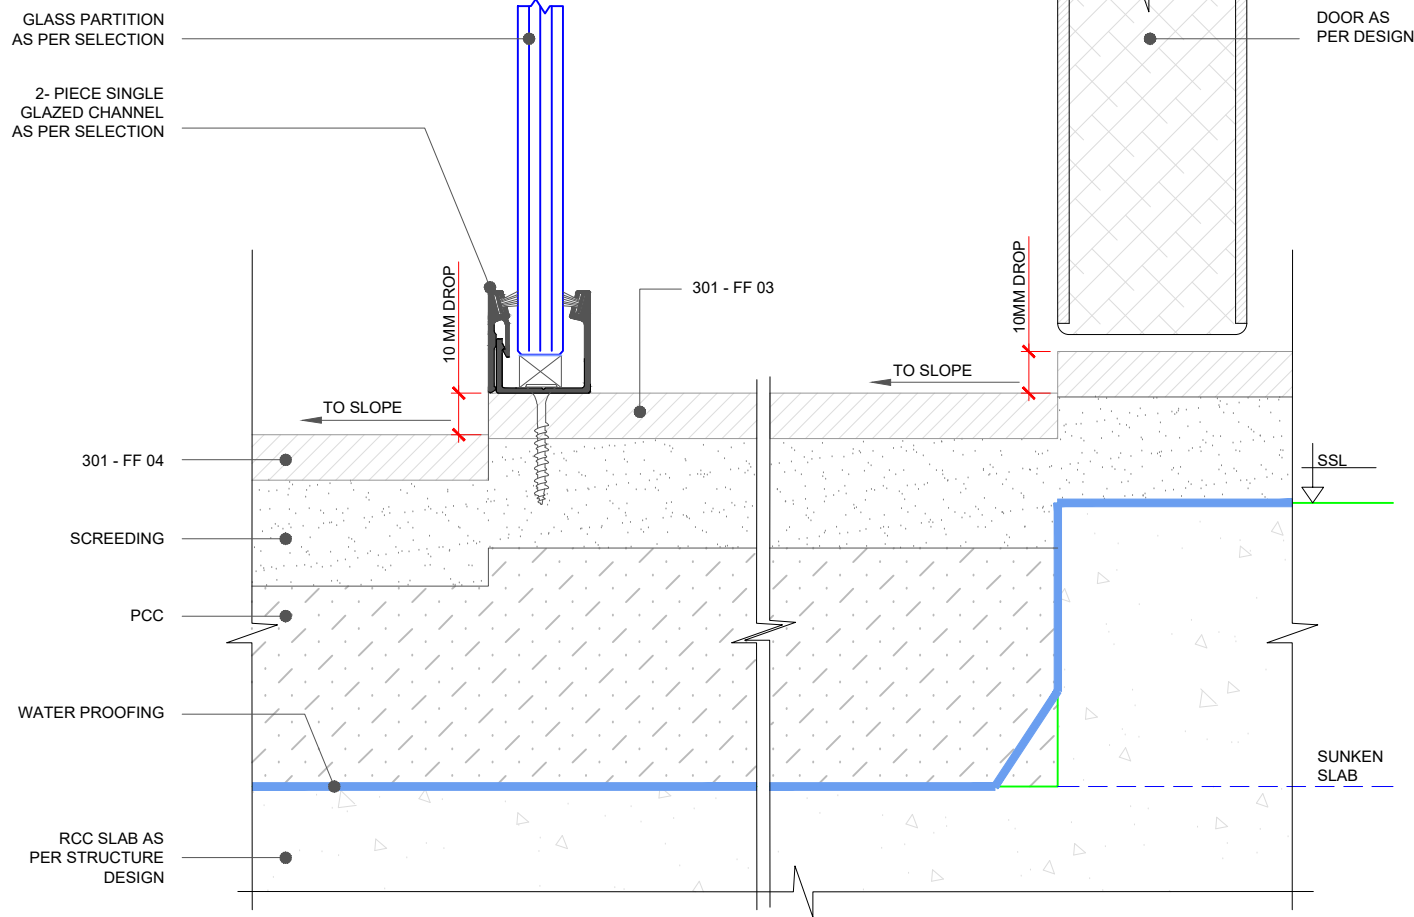 GLASS PARTITION
AS PER SELECTION
DOOR AS
PER DESIGN
2- PIECE SINGLE
GLAZED CHANNEL
AS PER SELECTION
10 MM DROP
301 - FF 03
10MM DROP
TO SLOPE
TO SLOPE
301 - FF 04
SSL
SCREEDING
PCC
WATER PROOFING
SUNKEN
SLAB
RCC SLAB AS
PER STRUCTURE
DESIGN